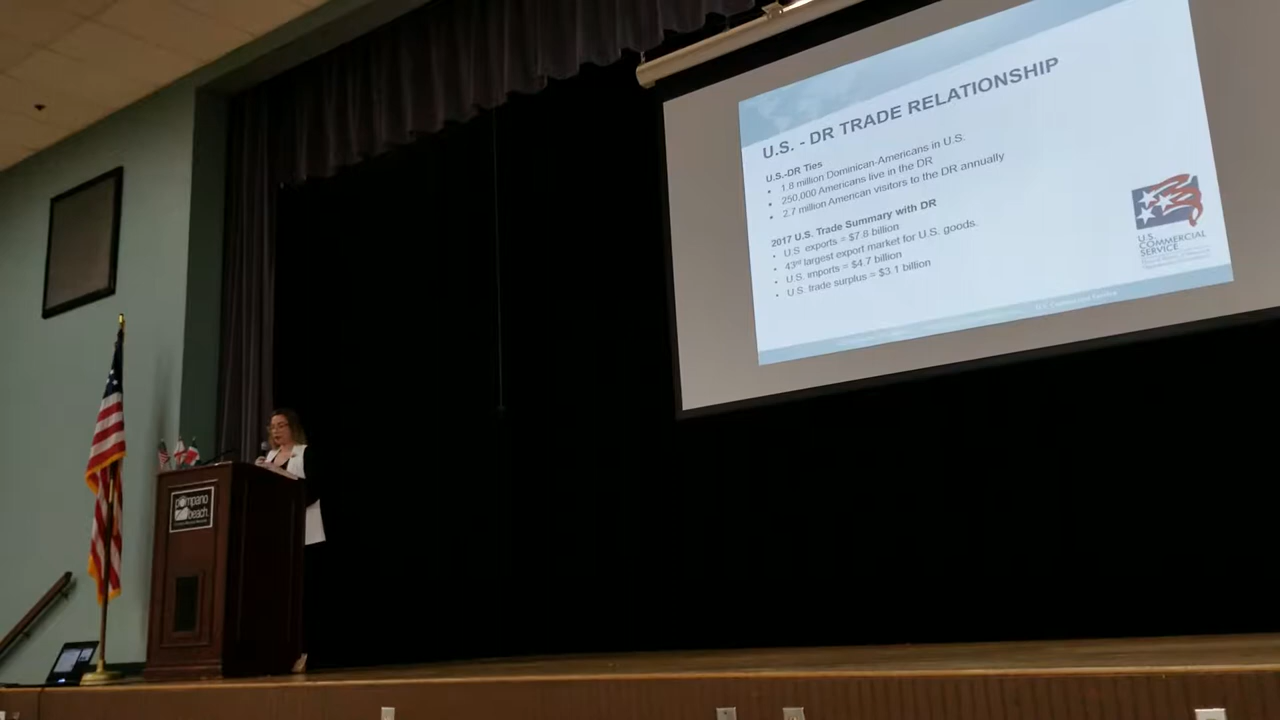 U.S. - DR TRADE RELATIONSHIP
U.S.-DR Ties
• 1.8 million Dominican-Americans in U.S.
• 250,000 Americans live in the DR
• 2.7 million American visitors to the DR annually
2017 U.S. Trade Summary with DR
• U.S. exports = $7.8 billion
• 43rd largest export market for U.S. goods.
• U.S. imports = $4.7 billion
• U.S. trade surplus = $3.1 billion
U.S.
COMMERCIAL
SERVICE
pompano
beach